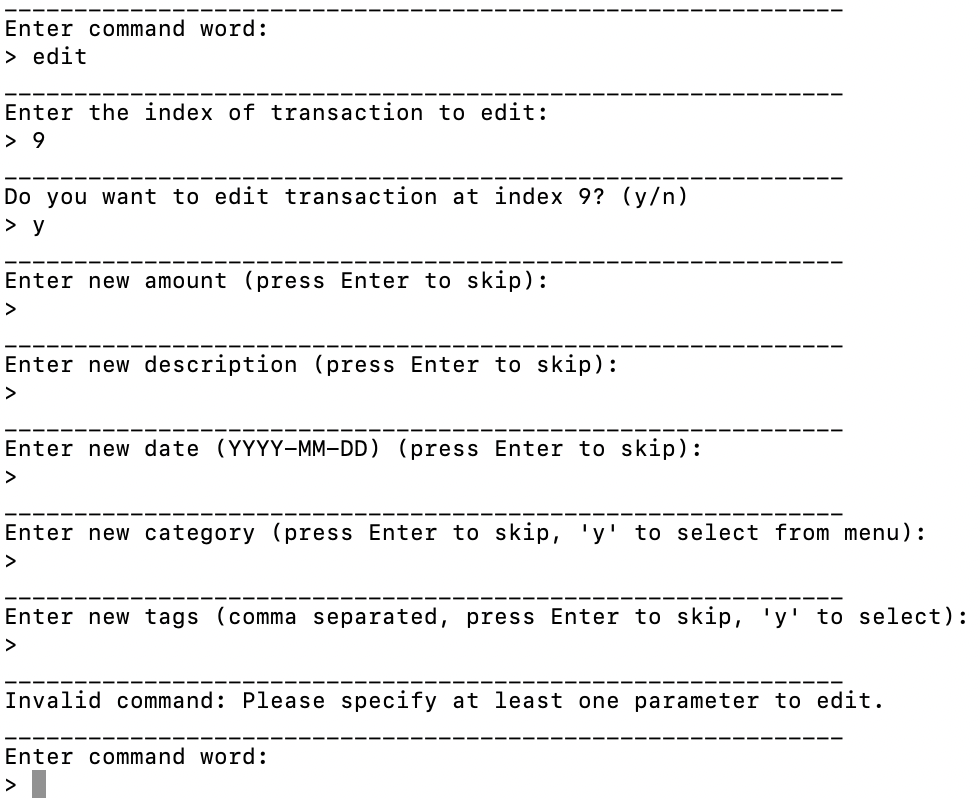 ____________________________________________________________
Enter command word:
> edit
____________________________________________________________
Enter the index of transaction to edit:
> 9
____________________________________________________________
Do you want to edit transaction at index 9? (y/n)
> y
____________________________________________________________
Enter new amount (press Enter to skip):
>
____________________________________________________________
Enter new description (press Enter to skip):
>
____________________________________________________________
Enter new date (YYYY-MM-DD) (press Enter to skip):
>
____________________________________________________________
Enter new category (press Enter to skip, 'y' to select from menu):
>
____________________________________________________________
Enter new tags (comma separated, press Enter to skip, 'y' to select):
>
____________________________________________________________
Invalid command: Please specify at least one parameter to edit.
____________________________________________________________
Enter command word:
>